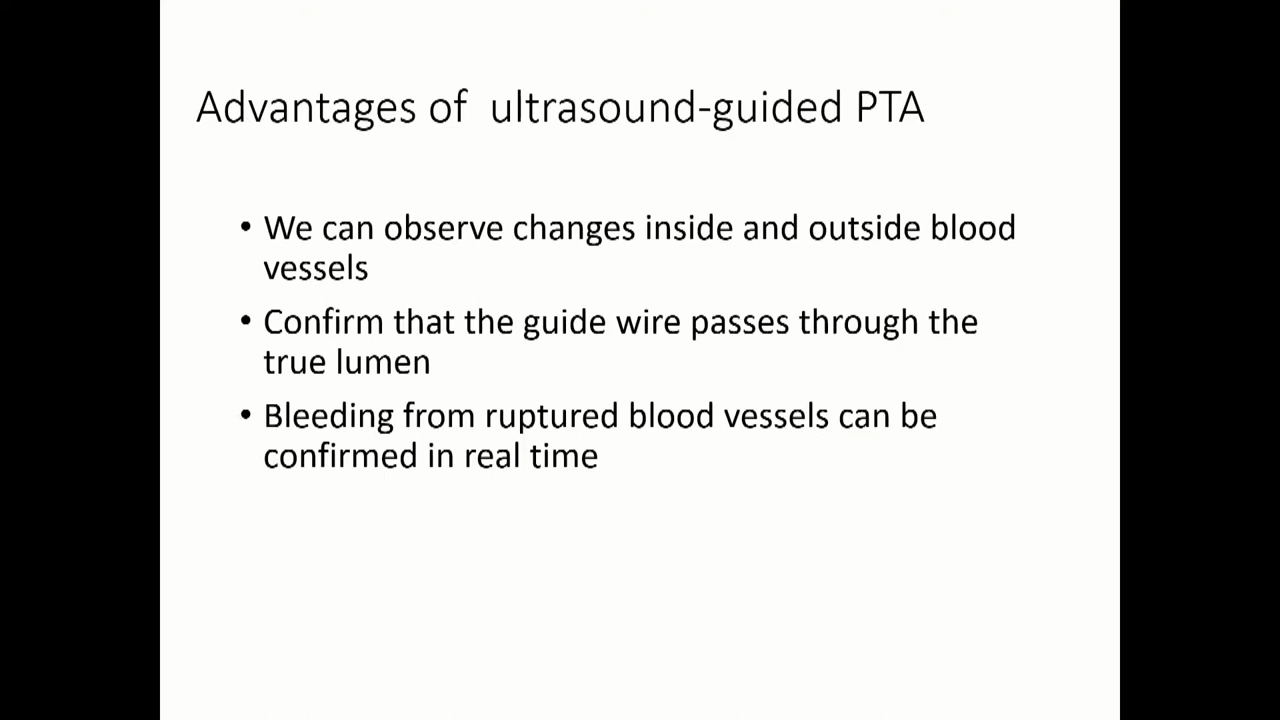 Advantages of ultrasound-guided PTA
• We can observe changes inside and outside blood
vessels
• Confirm that the guide wire passes through the
true lumen
• Bleeding from ruptured blood vessels can be
confirmed in real time